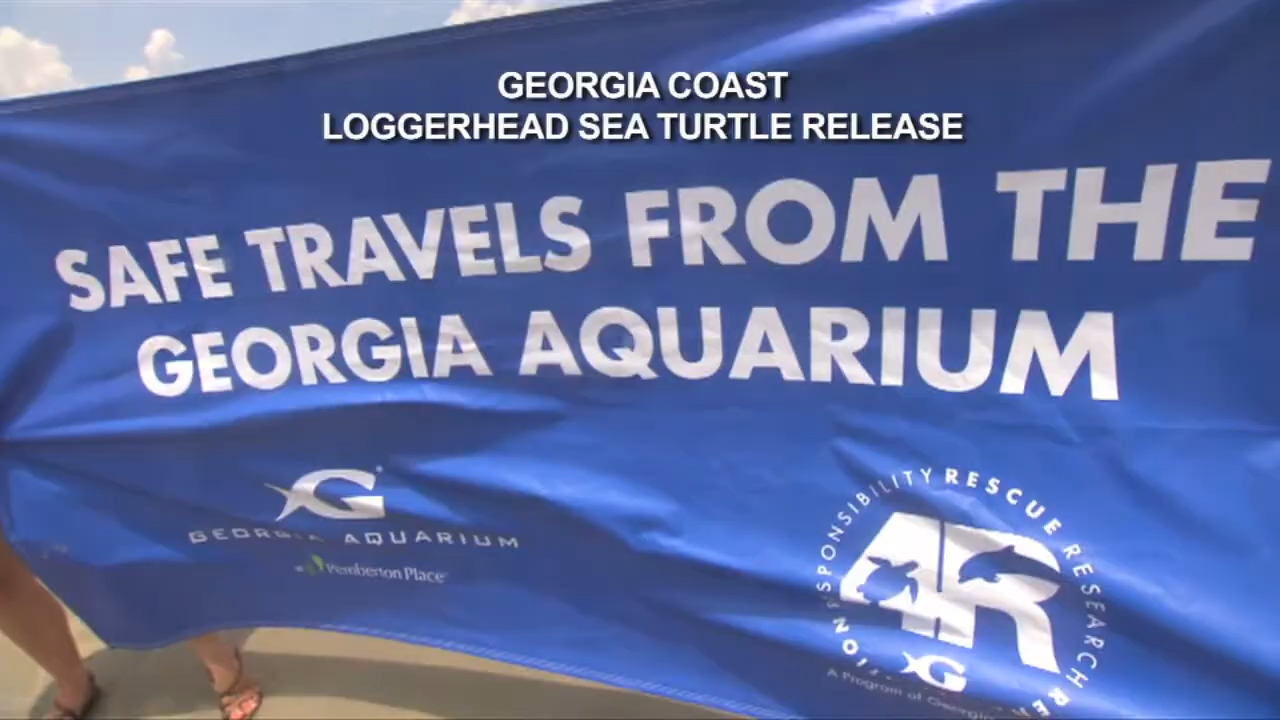 GEORGIA COAST
LOGGERHEAD SEA TURTLE RELEASE
SAFE TRAVELS FROM THE
GEORGIA AQUARIUM
G
GEORGIA AQUARIUM
Pemberton Place
RESCUE RESEARCH
4R
G
A Program of Georgia